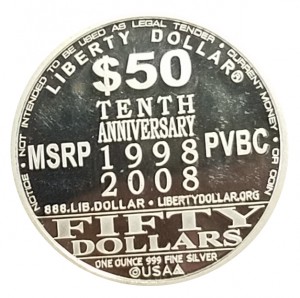 NOTICE • NOT INTENDED TO BE USED AS LEGAL TENDER • CURRENT MONEY • OR COIN
LIBERTY DOLLAR®
$50
TENTH
ANNIVERSARY
MSRP 1998 PVBC
2008
888.LIB.DOLLAR • LIBERTYDOLLAR.ORG
FIFTY
DOLLARS
ONE OUNCE 999 FINE SILVER
©USA